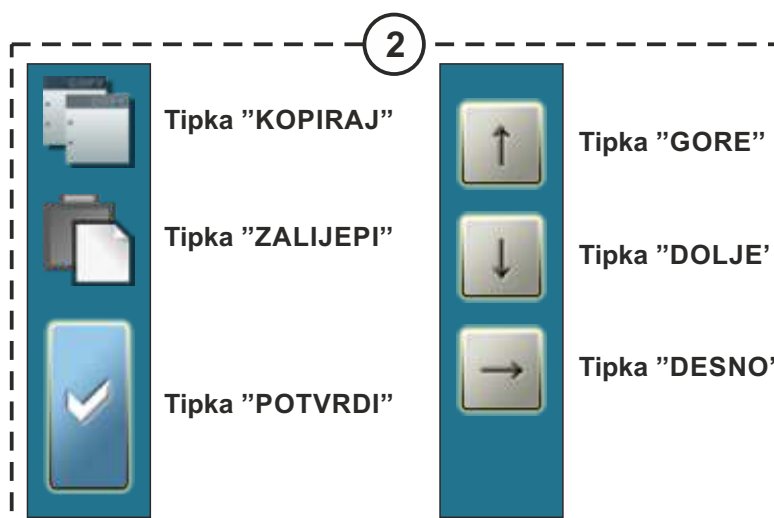 2
Tipka ”KOPIRAJ”
Tipka ”ZALIJEPI”
Tipka ”POTVRDI”
Tipka ”GORE”
Tipka ”DOLJE’
Tipka ”DESNO”